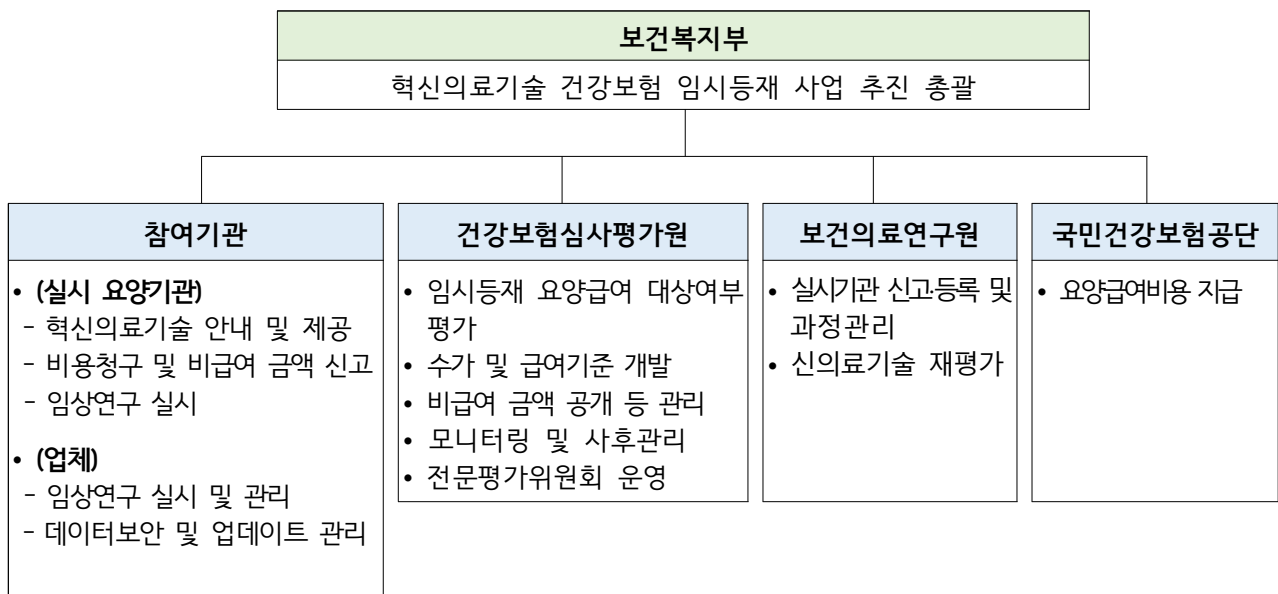 보건복지부
혁신의료기술 건강보험 임시등재 사업 추진 총괄
참여기관
• (실시 요양기관)
- 혁신의료기술 안내 및 제공
- 비용청구 및 비급여 금액 신고
- 임상연구 실시
• (업체)
- 임상연구 실시 및 관리
- 데이터보안 및 업데이트 관리
건강보험심사평가원
• 임시등재 요양급여 대상여부
평가
• 수가 및 급여기준 개발
• 비급여 금액 공개 등 관리
• 모니터링 및 사후관리
• 전문평가위원회 운영
보건의료연구원
• 실시기관 신고·등록 및
과정관리
• 신의료기술 재평가
국민건강보험공단
• 요양급여비용 지급